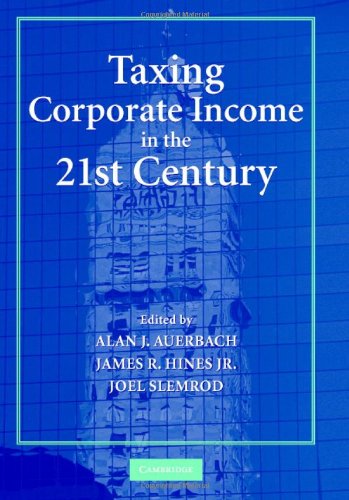 Taxing
Corporate Income
in the
21st Century
Edited by
ALAN J. AUERBACH
JAMES R. HINES JR.
JOEL SLEMROD
CAMBRIDGE